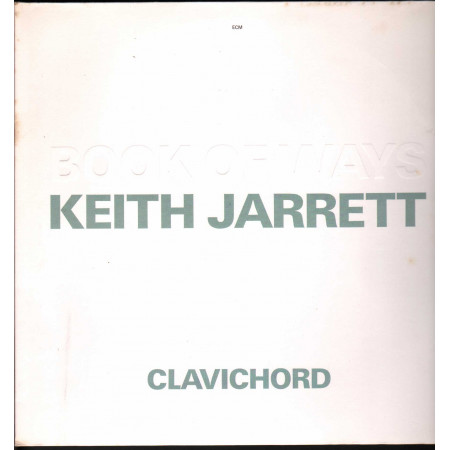 ECM
BOOK OF WAYS
KEITH JARRETT
CLAVICHORD